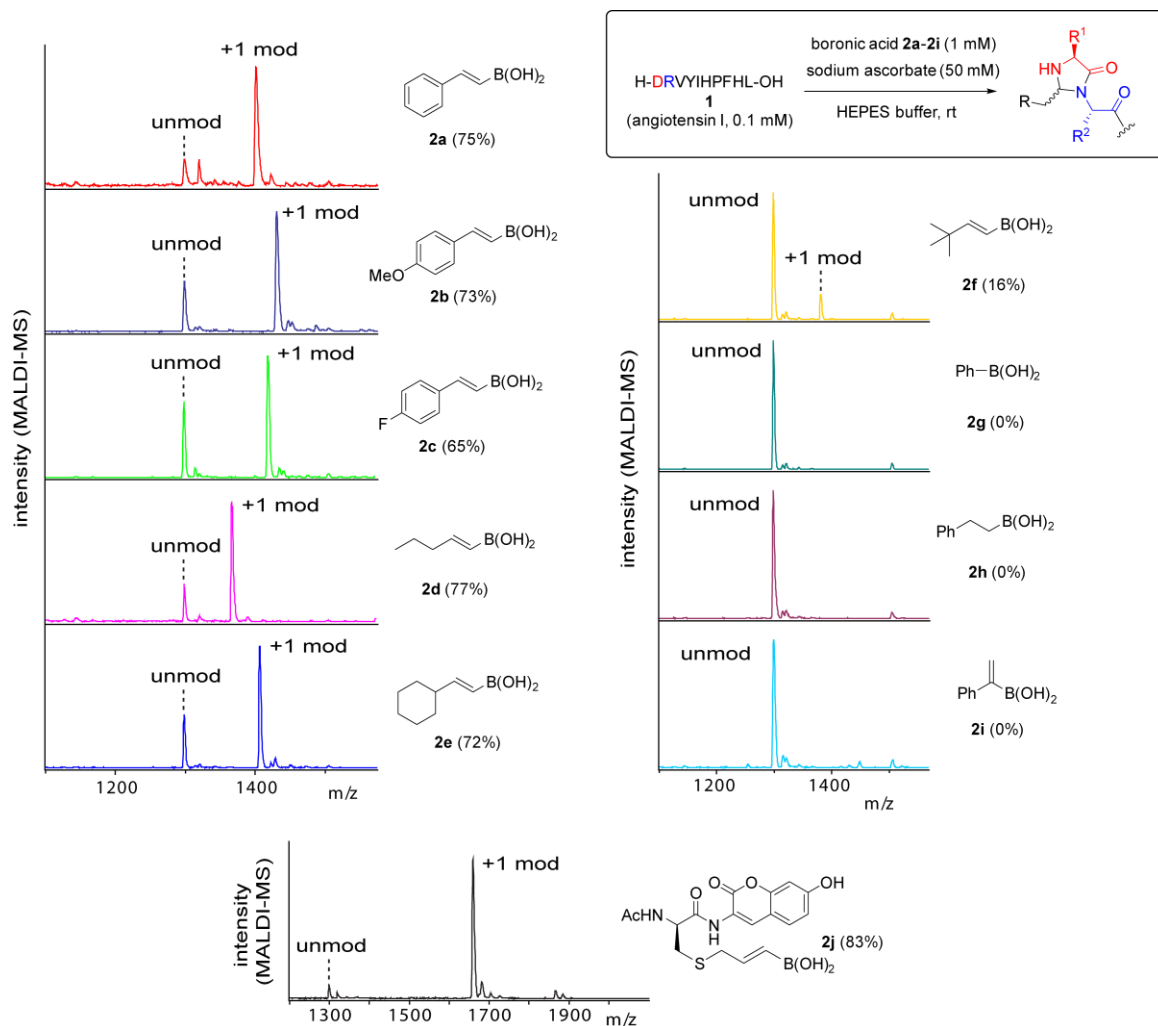 +1 mod
unmod
B(OH)2
2a (75%)
+1 mod
unmod
B(OH)2
MeO
2b (73%)
+1 mod
unmod
B(OH)2
F
2c (65%)
+1 mod
unmod
B(OH)2
2d (77%)
+1 mod
unmod
B(OH)2
2e (72%)
1200
1400
m/z
intensity (MALDI-MS)
H-DRVYIHPFHL-OH
1
(angiotensin I, 0.1 mM)
boronic acid 2a-2i (1 mM)
sodium ascorbate (50 mM)
HEPES buffer, rt
R1
HN
O
R
N
O
R2
unmod
+1 mod
B(OH)2
2f (16%)
unmod
Ph
B(OH)2
2g (0%)
unmod
Ph
B(OH)2
2h (0%)
unmod
Ph
B(OH)2
2i (0%)
1200
1400
m/z
intensity (MALDI-MS)
intensity
(MALDI-MS)
+1 mod
unmod
1300
1500
1700
1900
m/z
O
O
OH
O
AcHN
N
H
S
B(OH)2
2j (83%)